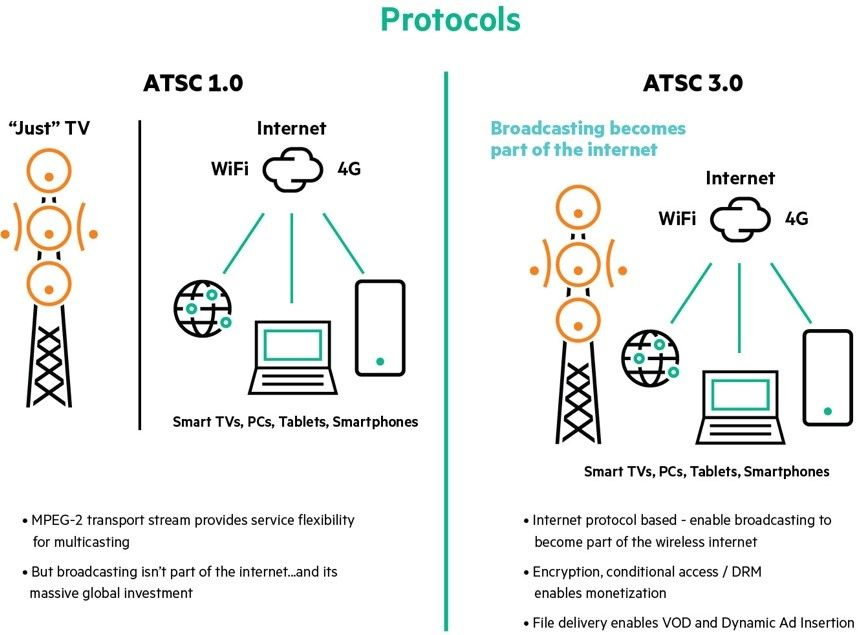 Protocols
ATSC 1.0
"Just" TV
Internet
WiFi
4G
Smart TVs, PCs, Tablets, Smartphones
• MPEG-2 transport stream provides service flexibility
for multicasting
• But broadcasting isn't part of the internet...and its
massive global investment
ATSC 3.0
Broadcasting becomes
part of the internet
Internet
WiFi
4G
Smart TVs, PCs, Tablets, Smartphones
• Internet protocol based - enable broadcasting to
become part of the wireless internet
• Encryption, conditional access / DRM
enables monetization
• File delivery enables VOD and Dynamic Ad Insertion